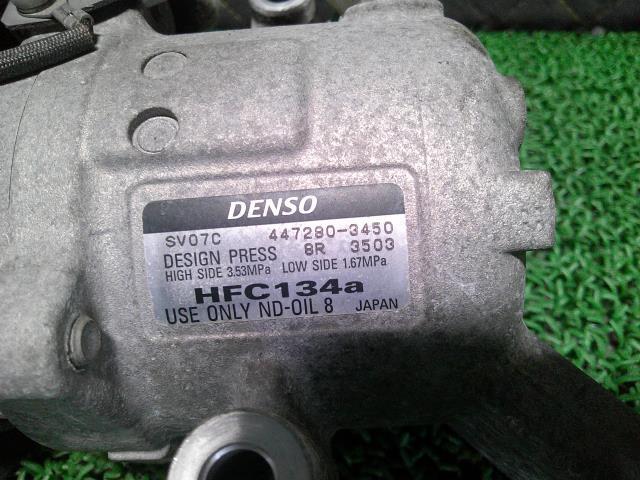 DENSO
SV07C 447280-3450
DESIGN PRESS 8R 3503
HIGH SIDE 3.53MPa LOW SIDE 1.67MPa
HFC134a
USE ONLY ND-OIL 8 JAPAN